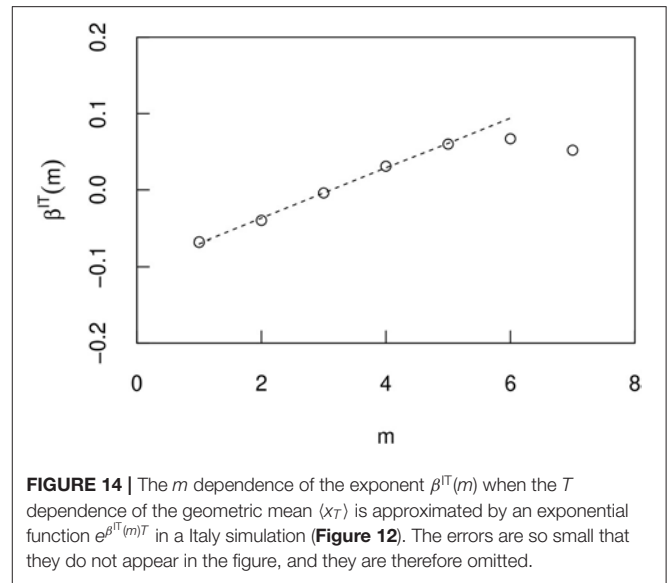 0.2
0.1
0.0
-0.1
-0.2
β^IT(m)
0 2 4 6 8
m
FIGURE 14 | The m dependence of the exponent β^IT(m) when the T
dependence of the geometric mean ⟨x_T⟩ is approximated by an exponential
function e^β^IT(m)T in a Italy simulation (Figure 12). The errors are so small that
they do not appear in the figure, and they are therefore omitted.